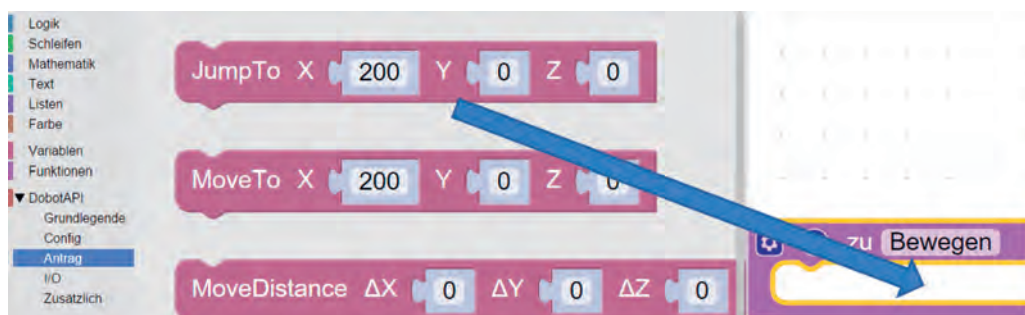 Logik
Schleifen
Mathematik
Text
Listen
Farbe
Variablen
Funktionen
DobotAPI
Grundlegende
Config
Antrag
I/O
Zusätzlich
JumpTo X 200 Y 0 Z 0
MoveTo X 200 Y 0 Z 0
MoveDistance ΔX 0 ΔY 0 ΔZ 0
zu Bewegen